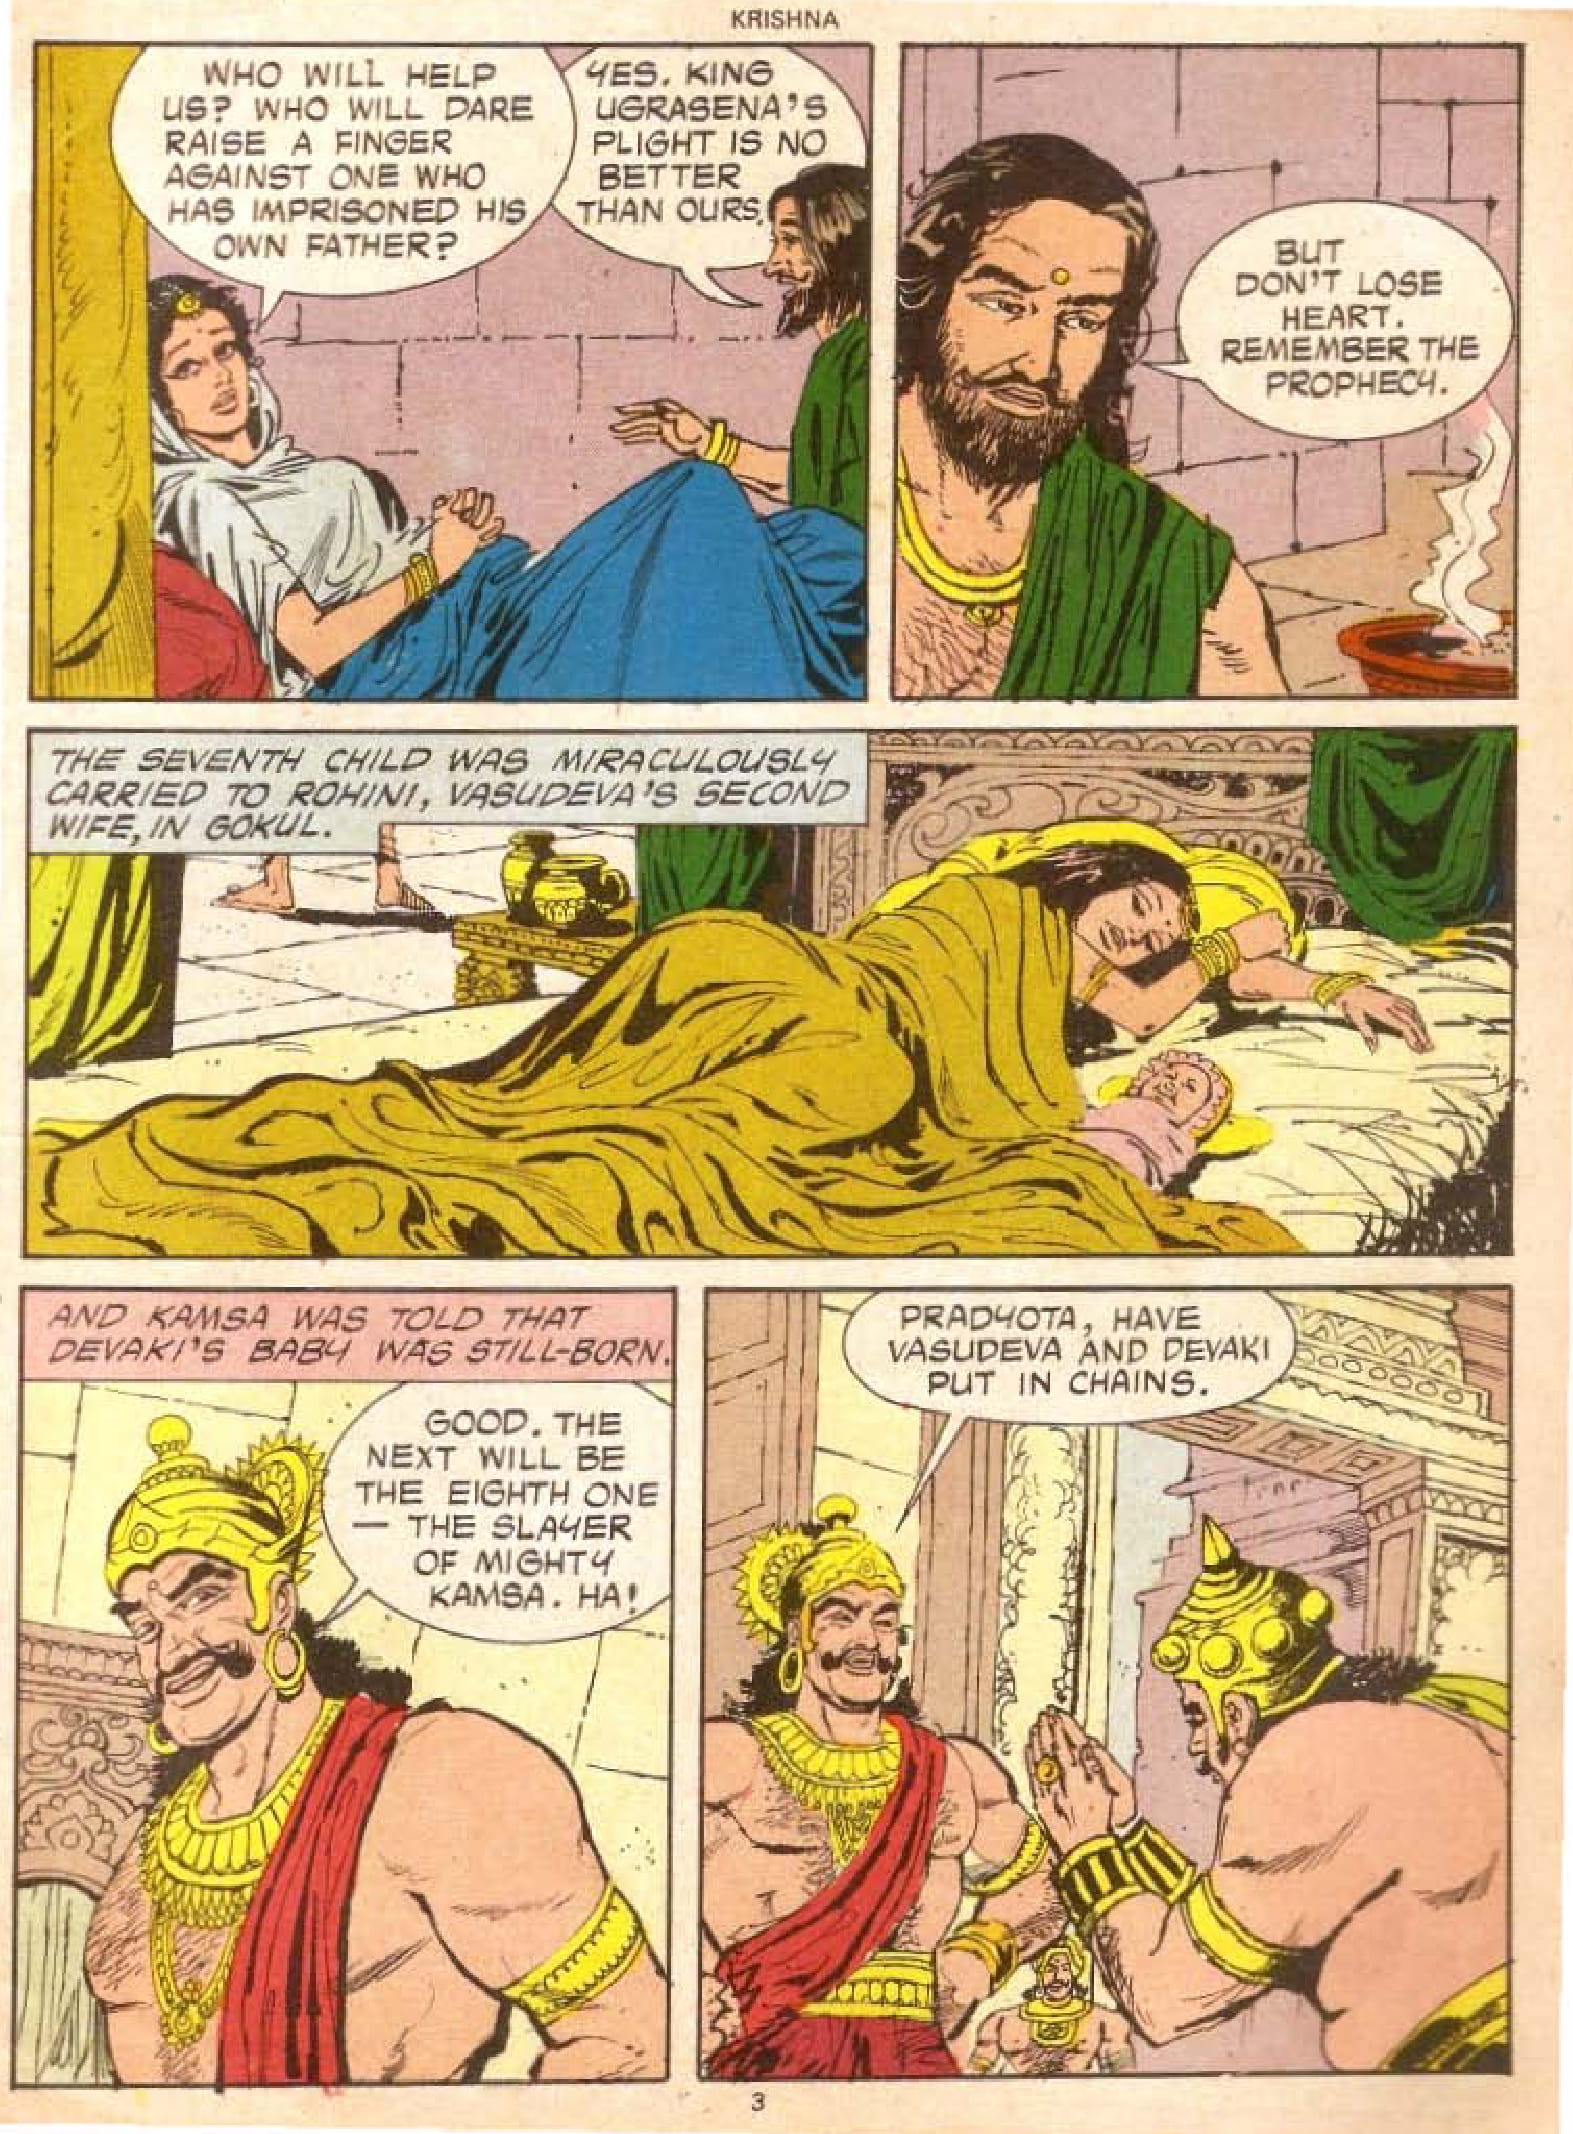 KRISHNA
WHO WILL HELP
US? WHO WILL DARE
RAISE A FINGER
AGAINST ONE WHO
HAS IMPRISONED HIS
OWN FATHER?
YES. KING
UGRASENA'S
PLIGHT IS NO
BETTER
THAN OURS.
BUT
DON'T LOSE
HEART.
REMEMBER THE
PROPHECY.
THE SEVENTH CHILD WAS MIRACULOUSLY
CARRIED TO ROHINI, VASUDEVA'S SECOND
WIFE, IN GOKUL.
AND KAMSA WAS TOLD THAT
DEVAKI'S BABY WAS STILL-BORN.
GOOD. THE
NEXT WILL BE
THE EIGHTH ONE
— THE SLAYER
OF MIGHTY
KAMSA. HA!
PRADYOTA, HAVE
VASUDEVA AND DEVAKI
PUT IN CHAINS.
3